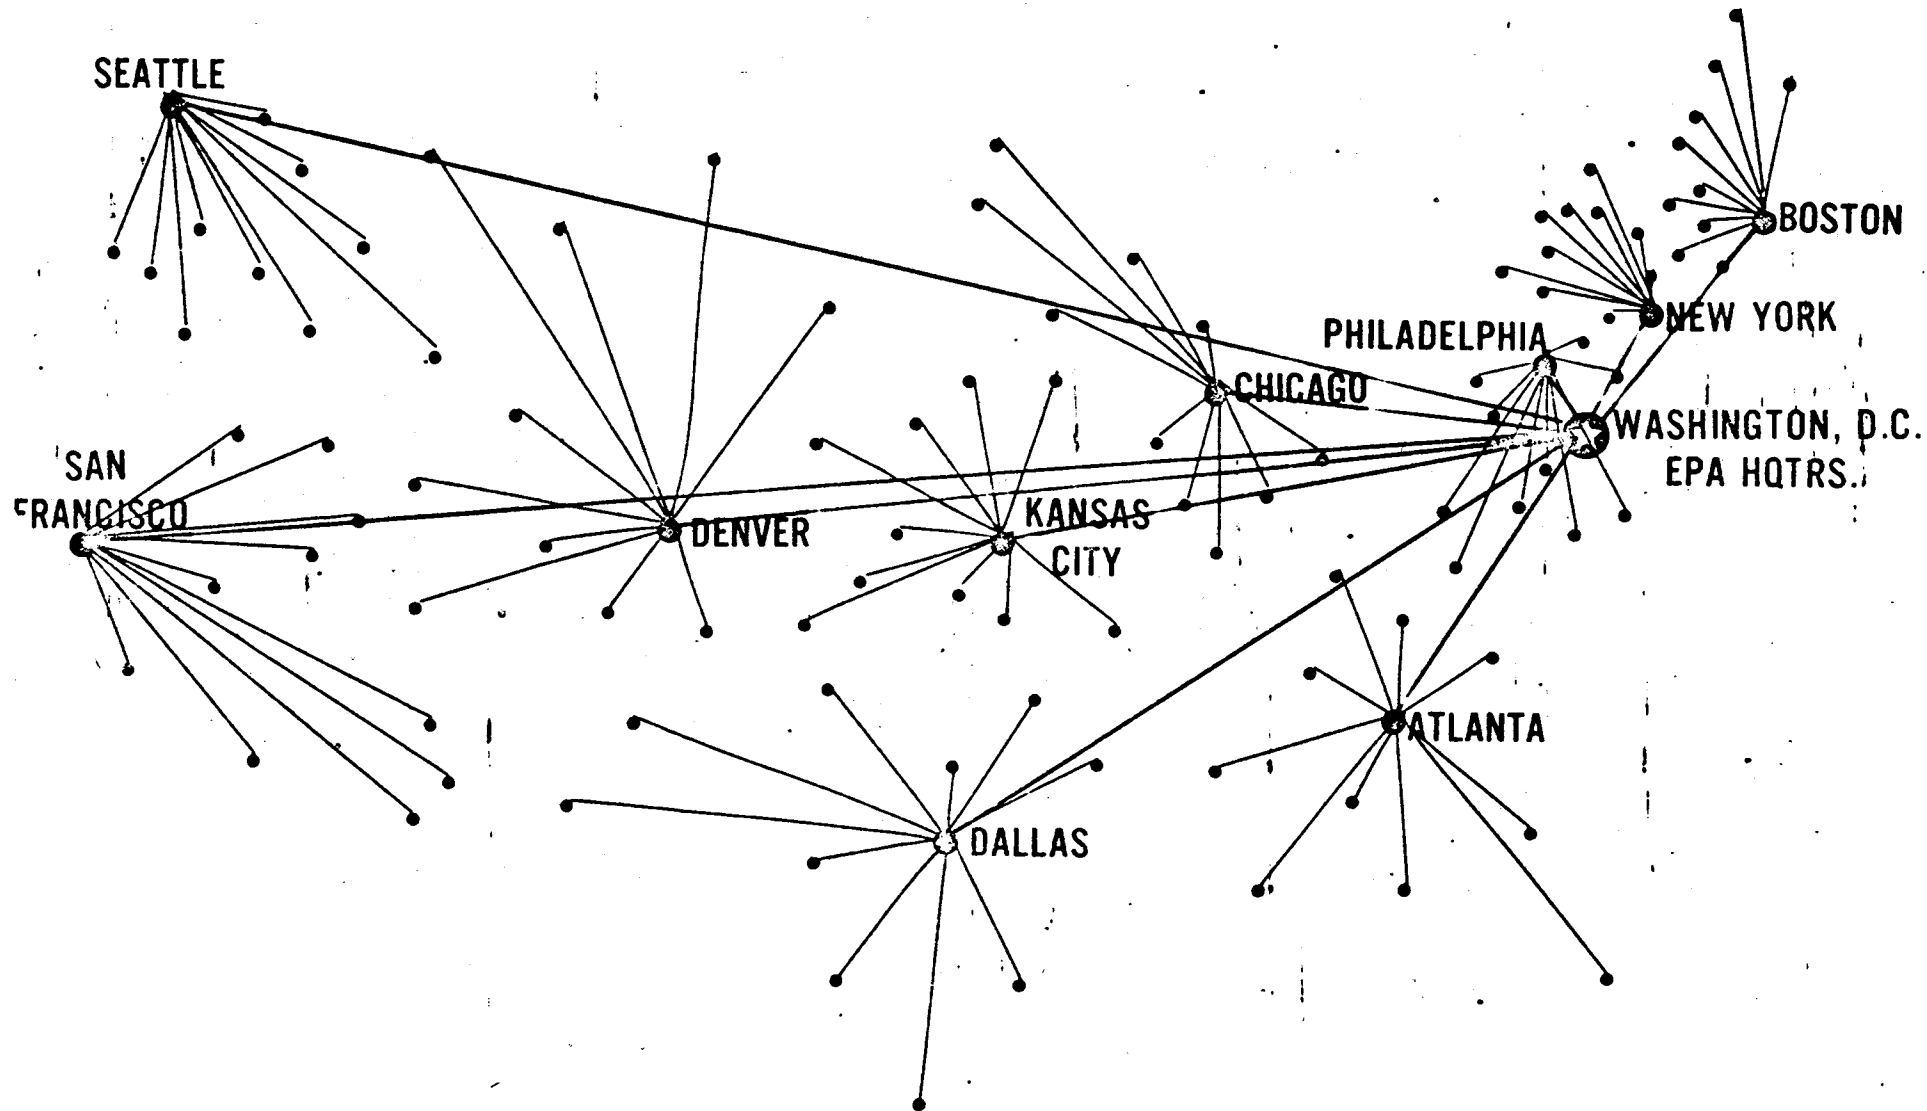 SEATTLE
BOSTON
NEW YORK
PHILADELPHIA
CHICAGO
WASHINGTON, D.C.
EPA HQTRS.
SAN
FRANCISCO
DENVER
KANSAS
CITY
ATLANTA
DALLAS